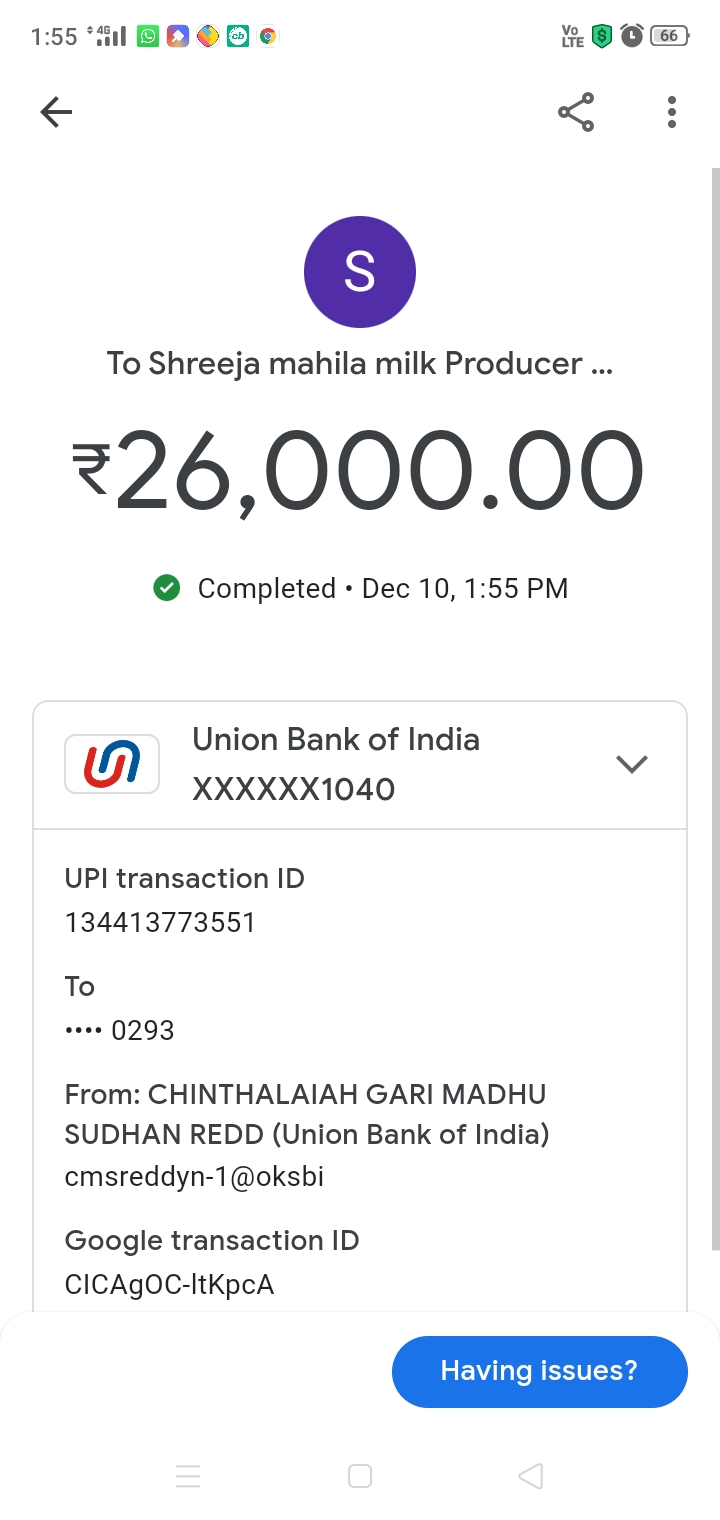 1:55 4G Vo LTE 66
S
To Shreeja mahila milk Producer ...
₹26,000.00
Completed • Dec 10, 1:55 PM
Union Bank of India
XXXXXX1040
UPI transaction ID
134413773551
To
•••• 0293
From: CHINTHALAIAH GARI MADHU
SUDHAN REDD (Union Bank of India)
cmsreddyn-1@oksbi
Google transaction ID
CICAgOC-ltKpcA
Having issues?